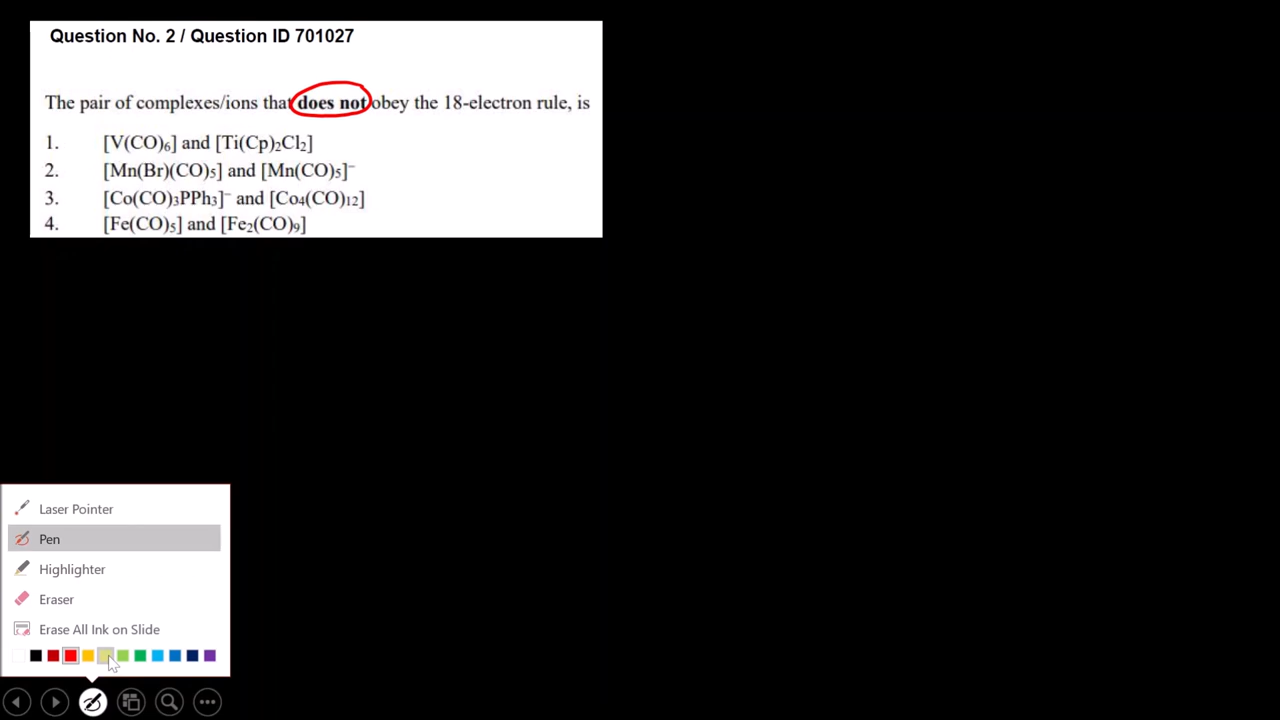 Question No. 2 / Question ID 701027
The pair of complexes/ions that does not obey the 18-electron rule, is
1. [V(CO)₆] and [Ti(Cp)₂Cl₂]
2. [Mn(Br)(CO)₅] and [Mn(CO)₅]⁻
3. [Co(CO)₃PPh₃]⁻ and [Co₄(CO)₁₂]
4. [Fe(CO)₅] and [Fe₂(CO)₉]
Laser Pointer
Pen
Highlighter
Eraser
Erase All Ink on Slide